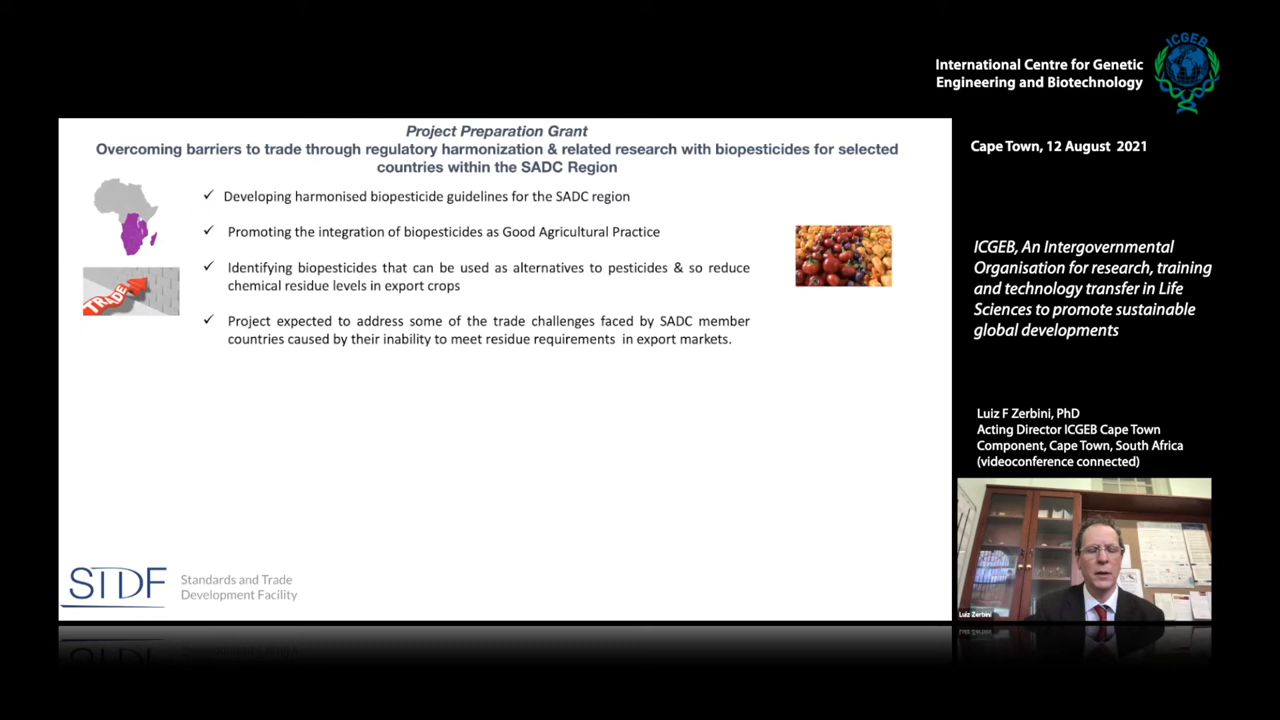 ICGEB
International Centre for Genetic
Engineering and Biotechnology
Project Preparation Grant
Overcoming barriers to trade through regulatory harmonization & related research with biopesticides for selected
countries within the SADC Region
✓ Developing harmonised biopesticide guidelines for the SADC region
✓ Promoting the integration of biopesticides as Good Agricultural Practice
✓ Identifying biopesticides that can be used as alternatives to pesticides & so reduce
chemical residue levels in export crops
✓ Project expected to address some of the trade challenges faced by SADC member
countries caused by their inability to meet residue requirements in export markets.
TRADE
STDF
Standards and Trade
Development Facility
Cape Town, 12 August 2021
ICGEB, An Intergovernmental
Organisation for research, training
and technology transfer in Life
Sciences to promote sustainable
global developments
Luiz F Zerbini, PhD
Acting Director ICGEB Cape Town
Component, Cape Town, South Africa
(videoconference connected)
Luiz Zerbini